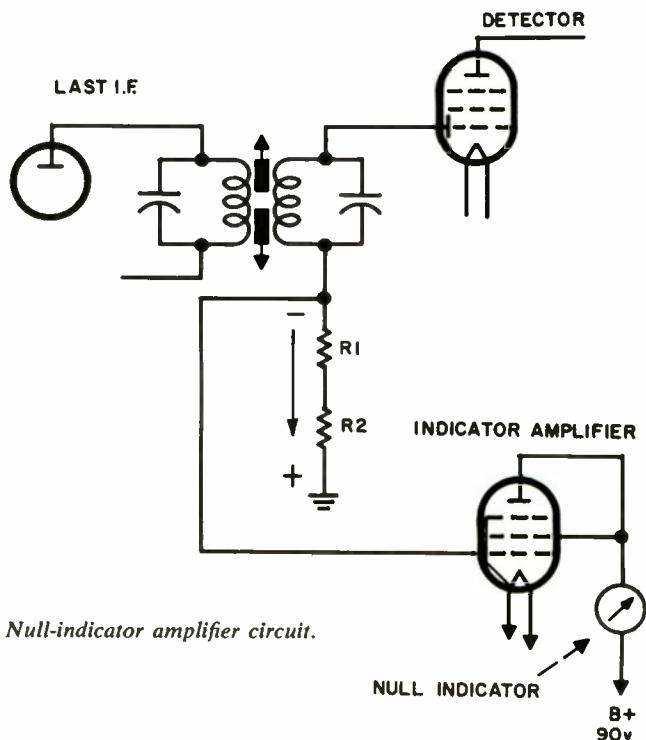 DETECTOR
LAST I.F.
−
R1
R2
+
INDICATOR AMPLIFIER
Null-indicator amplifier circuit.
NULL INDICATOR
B+
90v